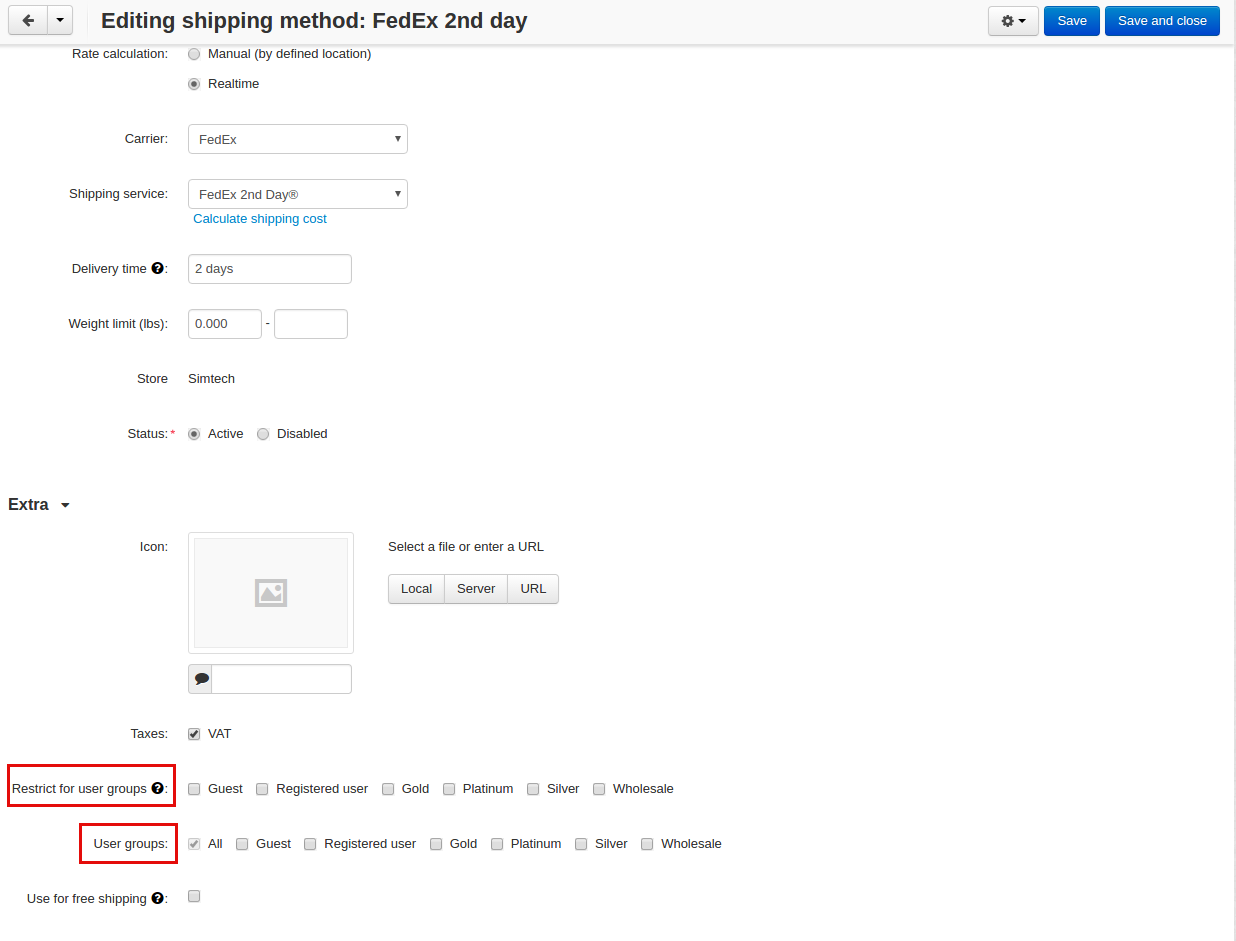 Editing shipping method: FedEx 2nd day
Save
Save and close
Rate calculation:
Manual (by defined location)
Realtime
Carrier:
FedEx
Shipping service:
FedEx 2nd Day®
Calculate shipping cost
Delivery time ?:
2 days
Weight limit (lbs):
0.000 -
Store
Simtech
Status:*
Active
Disabled
Extra
Icon:
Select a file or enter a URL
Local
Server
URL
Taxes:
VAT
Restrict for user groups ?:
Guest
Registered user
Gold
Platinum
Silver
Wholesale
User groups:
All
Guest
Registered user
Gold
Platinum
Silver
Wholesale
Use for free shipping ?: